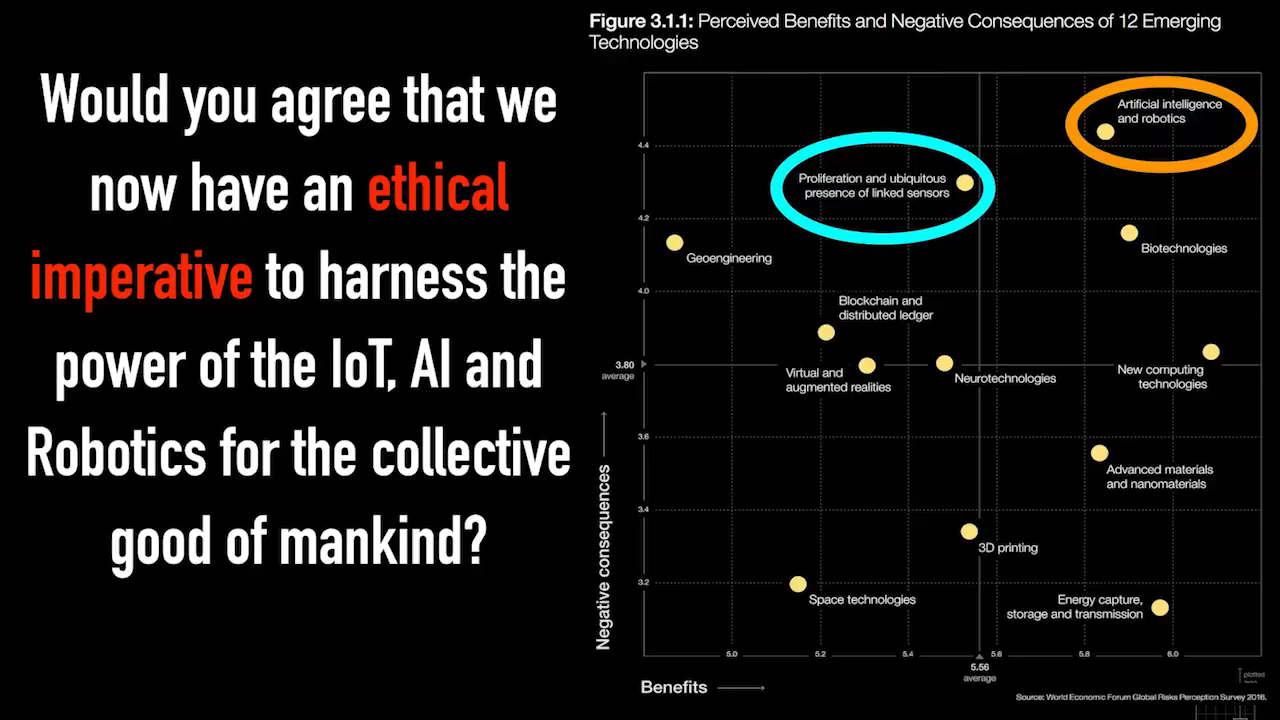 Would you agree that we
now have an ethical
imperative to harness the
power of the IoT, AI and
Robotics for the collective
good of mankind?
Figure 3.1.1: Perceived Benefits and Negative Consequences of 12 Emerging
Technologies
Artificial intelligence
and robotics
4.4
Proliferation and ubiquitous
presence of linked sensors
4.2
Biotechnologies
Geoengineering
4.0
Blockchain and
distributed ledger
3.80
average
Virtual and
augmented realities
Neurotechnologies
New computing
technologies
3.6
Advanced materials
and nanomaterials
3.4
3D printing
3.2
Space technologies
Energy capture,
storage and transmission
Negative consequences
5.0
5.2
5.4
5.6
5.8
6.0
5.56
average
Benefits
plotted
Source: World Economic Forum Global Risks Perception Survey 2016.